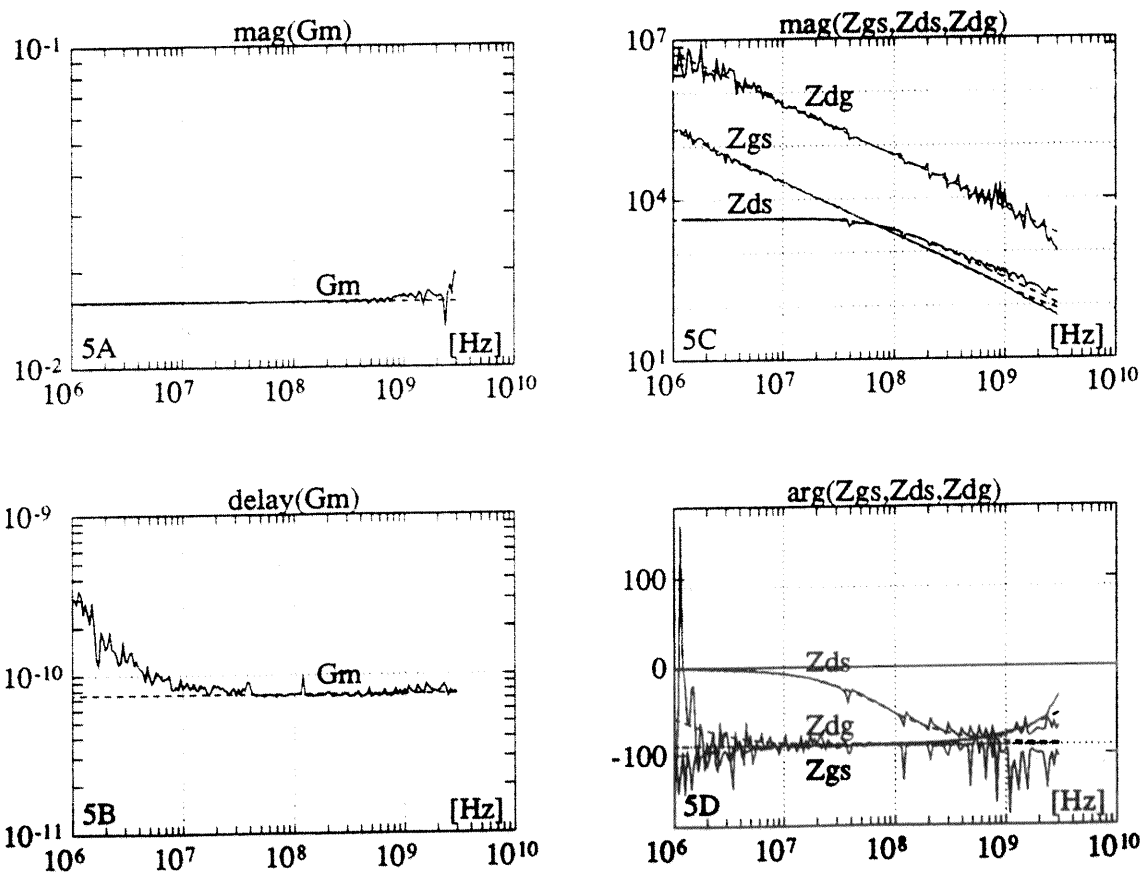 mag(Gm)
10-1
Gm
5A
[Hz]
10-2
106 107 108 109 1010
mag(Zgs,Zds,Zdg)
107
Zdg
Zgs
104
Zds
5C
[Hz]
101
106 107 108 109 1010
delay(Gm)
10-9
10-10
Gm
5B
[Hz]
10-11
106 107 108 109 1010
arg(Zgs,Zds,Zdg)
100
0
Zds
Zdg
-100
Zgs
5D
[Hz]
106 107 108 109 1010